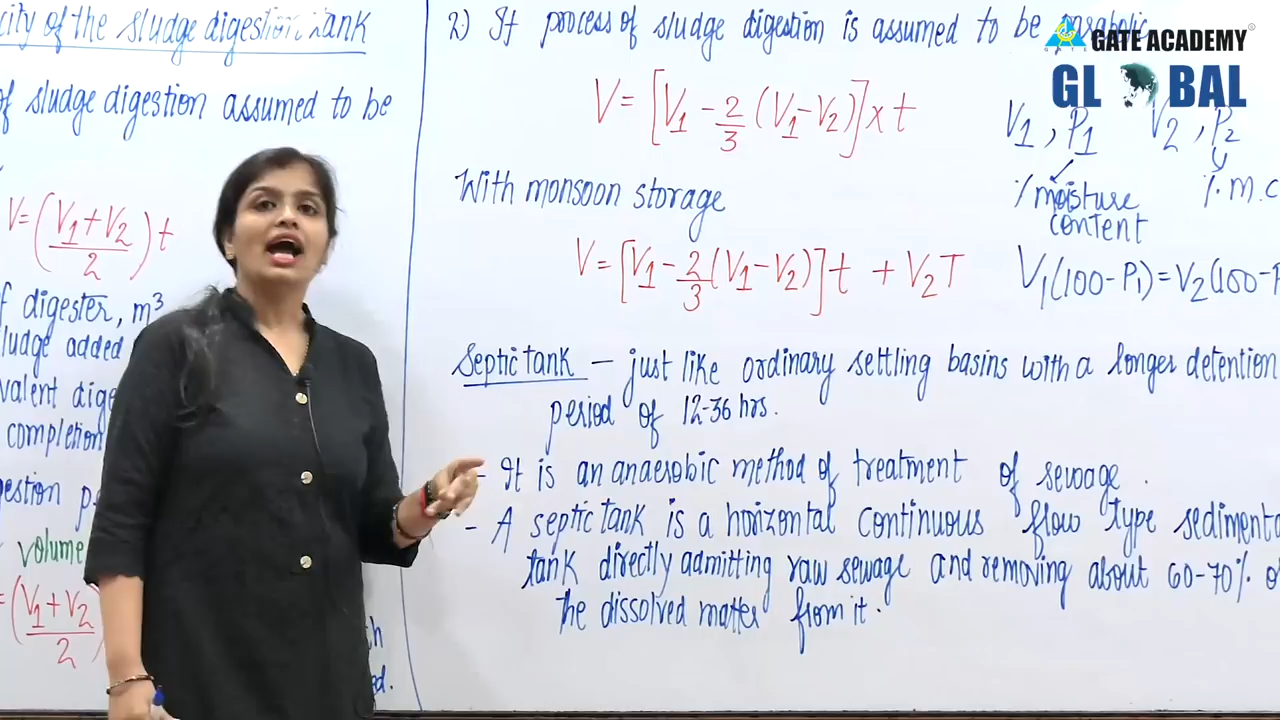 city of the sludge digestion Tank
of sludge digestion assumed to be
V = (V1+V2/2) t
of digester, m³
sludge added
completion
volume
= (V1+V2/2)
2) If process of sludge digestion is assumed to be parabolic
V = [V1 - 2/3 (V1-V2)] x t
With monsoon storage
V = [V1 - 2/3 (V1-V2)] t + V2T
Septic tank – just like ordinary settling basins with a longer detention
period of 12-36 hrs.
- It is an anaerobic method of treatment of sewage.
- A septic tank is a horizontal continuous flow type sedimenta
tank directly admitting raw sewage and removing about 60-70% o
the dissolved matter from it.
V1, P1 V2, P2
% moisture content % m.c
V1(100-P1) = V2(100-P
GATE ACADEMY
GLOBAL